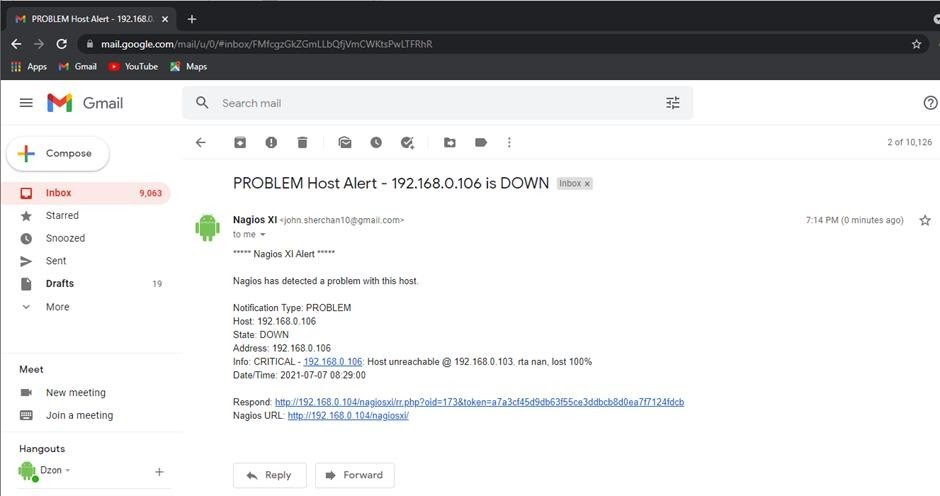 PROBLEM Host Alert - 192.168.0.
mail.google.com/mail/u/0/#inbox/FMfcgzGkZGmLLbQfjVmCWKtsPwLTFRhR
Apps Gmail YouTube Maps
Gmail
Search mail
Compose
2 of 10,126
Inbox 9,063
Starred
Snoozed
Sent
Drafts 19
More
Meet
New meeting
Join a meeting
Hangouts
Dzon
PROBLEM Host Alert - 192.168.0.106 is DOWN Inbox x
Nagios XI <john.sherchan10@gmail.com> 7:14 PM (0 minutes ago)
to me
***** Nagios XI Alert *****
Nagios has detected a problem with this host.
Notification Type: PROBLEM
Host: 192.168.0.106
State: DOWN
Address: 192.168.0.106
Info: CRITICAL - 192.168.0.106: Host unreachable @ 192.168.0.103. rta nan, lost 100%
Date/Time: 2021-07-07 08:29:00
Respond: http://192.168.0.104/nagiosxi/rr.php?oid=173&token=a7a3cf45d9db63f55ce3ddbcb8d0ea7f7124fdcb
Nagios URL: http://192.168.0.104/nagiosxi/
Reply Forward